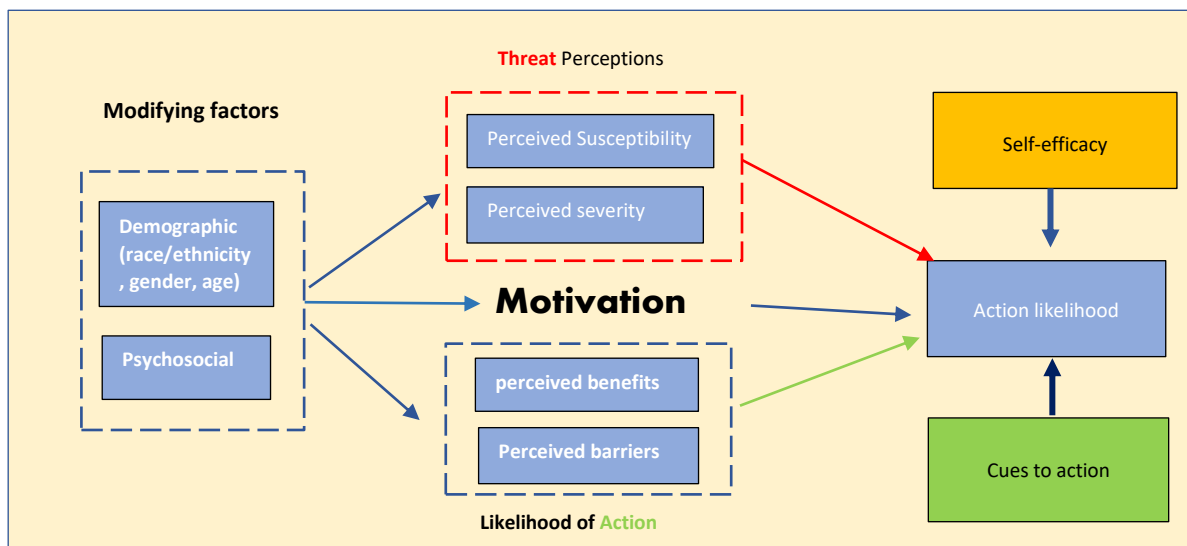 Threat Perceptions
Modifying factors
Perceived Susceptibility
Perceived severity
Self-efficacy
Demographic
(race/ethnicity
, gender, age)
Psychosocial
Motivation
Action likelihood
perceived benefits
Perceived barriers
Cues to action
Likelihood of Action